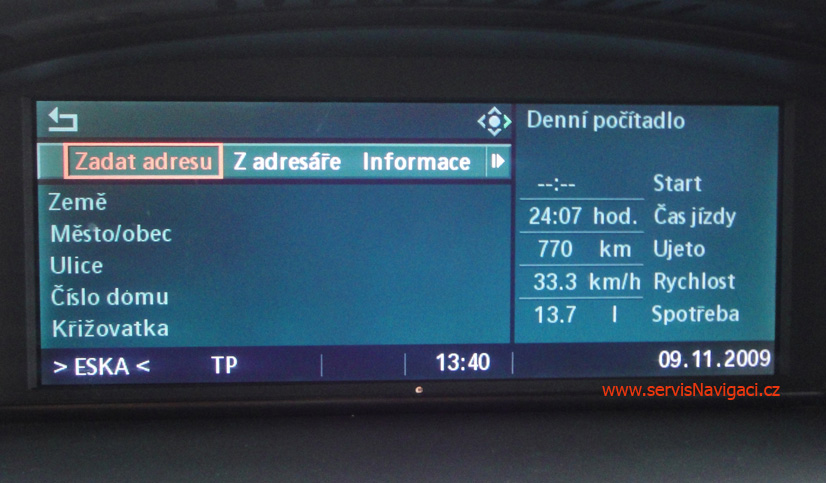 Zadat adresu Z adresáře Informace
Země
Město/obec
Ulice
Číslo domu
Křižovatka
Denní počítadlo
--:-- Start
24:07 hod. Čas jízdy
770 km Ujeto
33.3 km/h Rychlost
13.7 l Spotřeba
> ESKA < TP 13:40 09.11.2009
www.servisNavigaci.cz